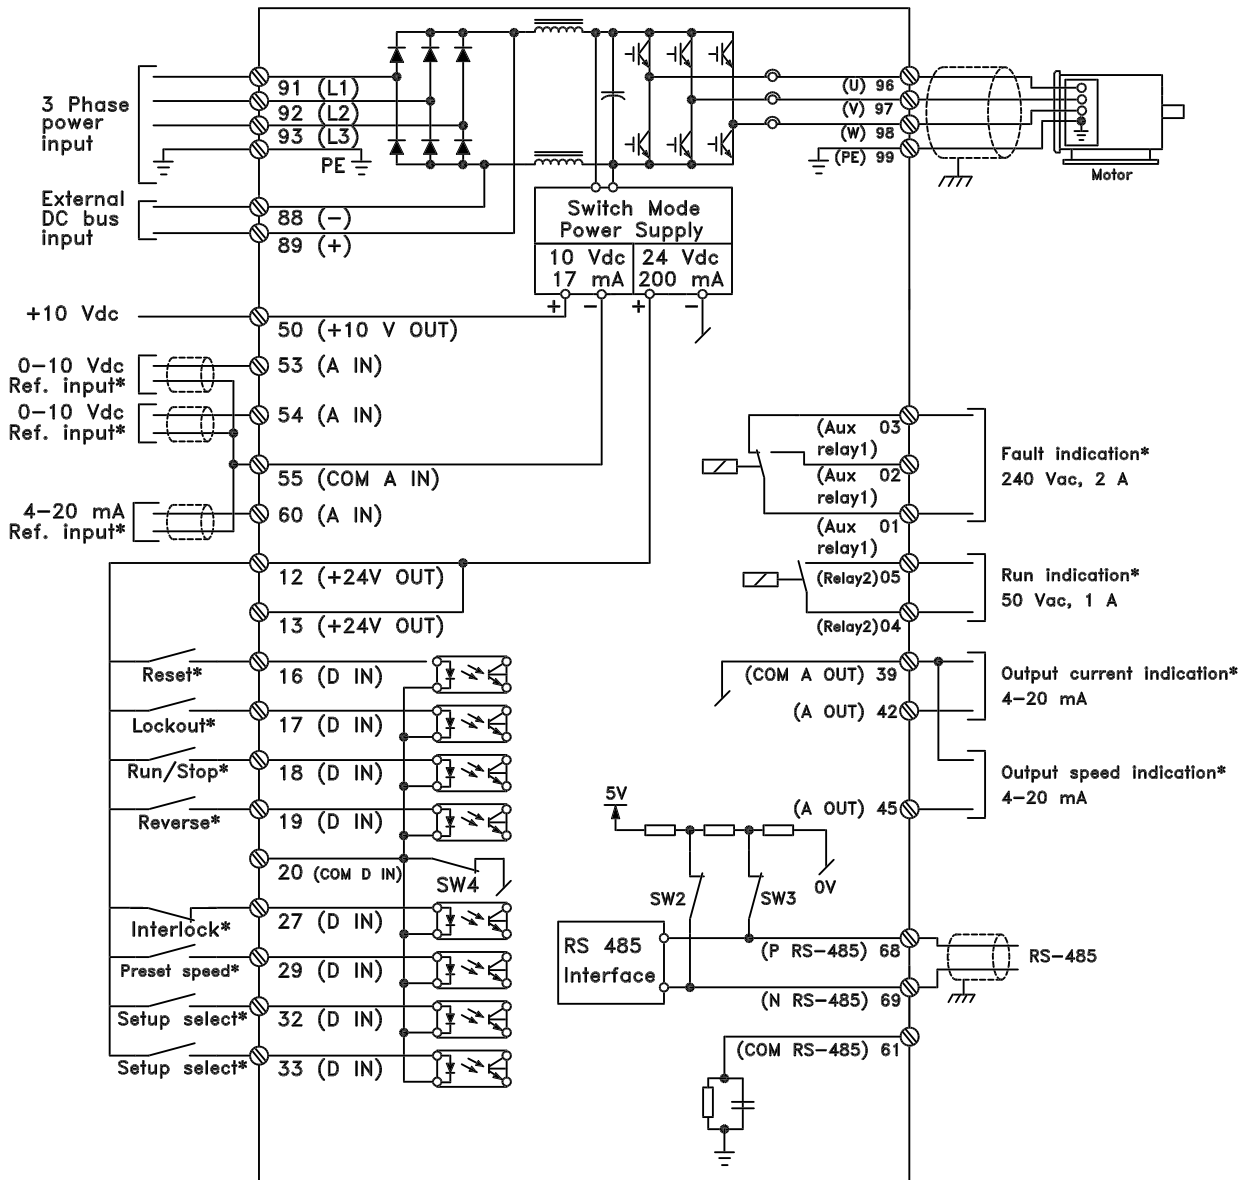 3 Phase
power
input
91 (L1)
92 (L2)
93 (L3)
PE
External
DC bus
input
88 (−)
89 (+)
Switch Mode
Power Supply
10 Vdc
17 mA
24 Vdc
200 mA
+ − + −
(U) 96
(V) 97
(W) 98
(PE) 99
Motor
+10 Vdc
50 (+10 V OUT)
0−10 Vdc
Ref. input*
53 (A IN)
0−10 Vdc
Ref. input*
54 (A IN)
55 (COM A IN)
4−20 mA
Ref. input*
60 (A IN)
12 (+24V OUT)
13 (+24V OUT)
Reset*
16 (D IN)
Lockout*
17 (D IN)
Run/Stop*
18 (D IN)
Reverse*
19 (D IN)
20 (COM D IN)
SW4
Interlock*
27 (D IN)
Preset speed*
29 (D IN)
Setup select*
32 (D IN)
Setup select*
33 (D IN)
(Aux 03
relay1)
(Aux 02
relay1)
(Aux 01
relay1)
Fault indication*
240 Vac, 2 A
(Relay2)05
(Relay2)04
Run indication*
50 Vac, 1 A
(COM A OUT) 39
(A OUT) 42
Output current indication*
4−20 mA
(A OUT) 45
Output speed indication*
4−20 mA
5V
0V
SW2
SW3
RS 485
Interface
(P RS−485) 68
(N RS−485) 69
RS−485
(COM RS−485) 61